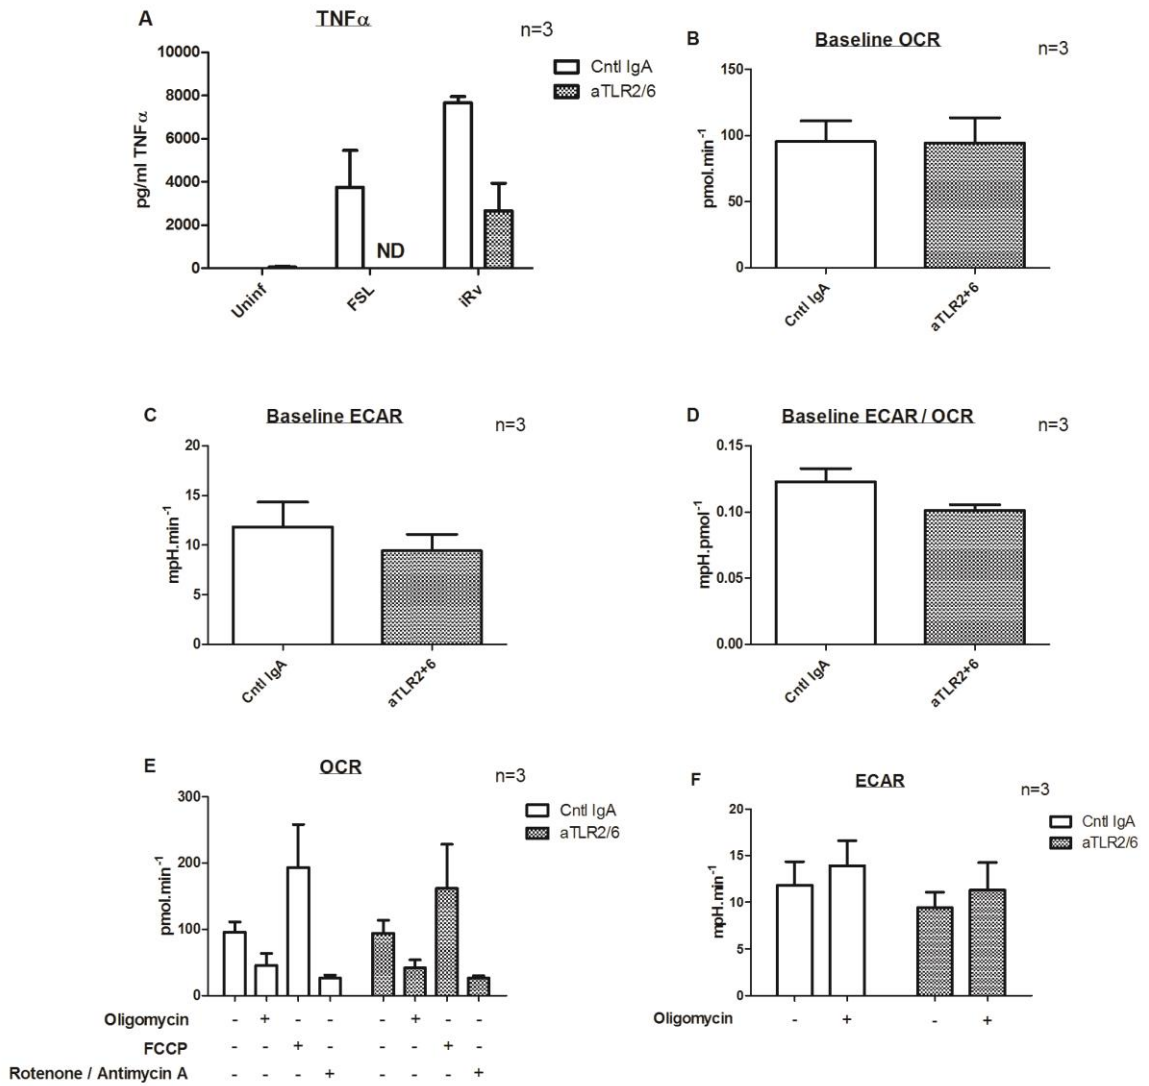 A
TNFα
n=3
Cntl IgA
aTLR2/6
pg/ml TNFα
10000
8000
6000
4000
2000
0
ND
Uninf
FSL
iRv
B
Baseline OCR
n=3
pmol.min-1
150
100
50
0
Cntl IgA
aTLR2+6
C
Baseline ECAR
n=3
mpH.min-1
20
15
10
5
0
Cntl IgA
aTLR2+6
D
Baseline ECAR / OCR
n=3
mpH.pmol-1
0.15
0.10
0.05
0.00
Cntl IgA
aTLR2+6
E
OCR
n=3
Cntl IgA
aTLR2/6
pmol.min-1
300
200
100
0
Oligomycin - + - - - + - -
FCCP - - + - - - + -
Rotenone / Antimycin A - - - + - - - +
F
ECAR
n=3
Cntl IgA
aTLR2/6
mpH.min-1
20
15
10
5
0
Oligomycin - + - +